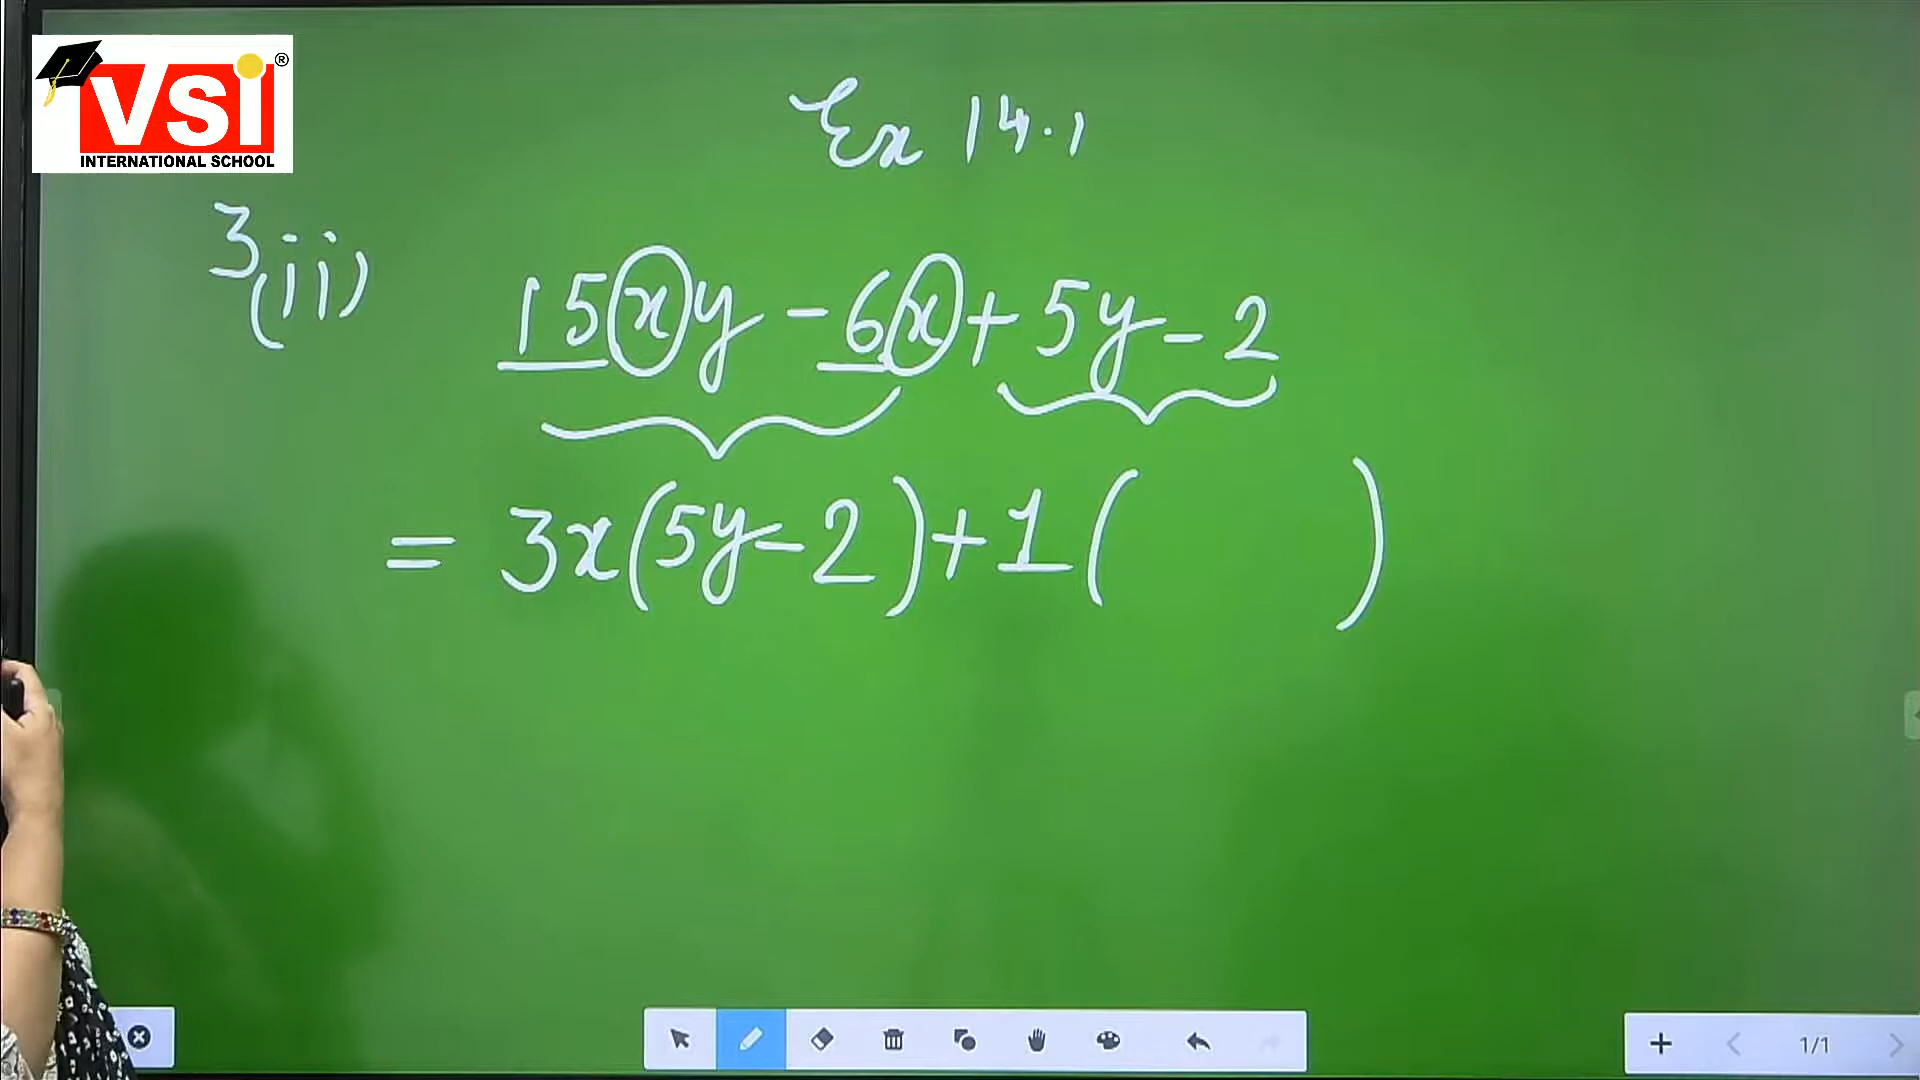 VSI ®
INTERNATIONAL SCHOOL
Ex 14.1
3(ii)
15xy - 6x + 5y - 2
= 3x(5y - 2) + 1(      )
1/1